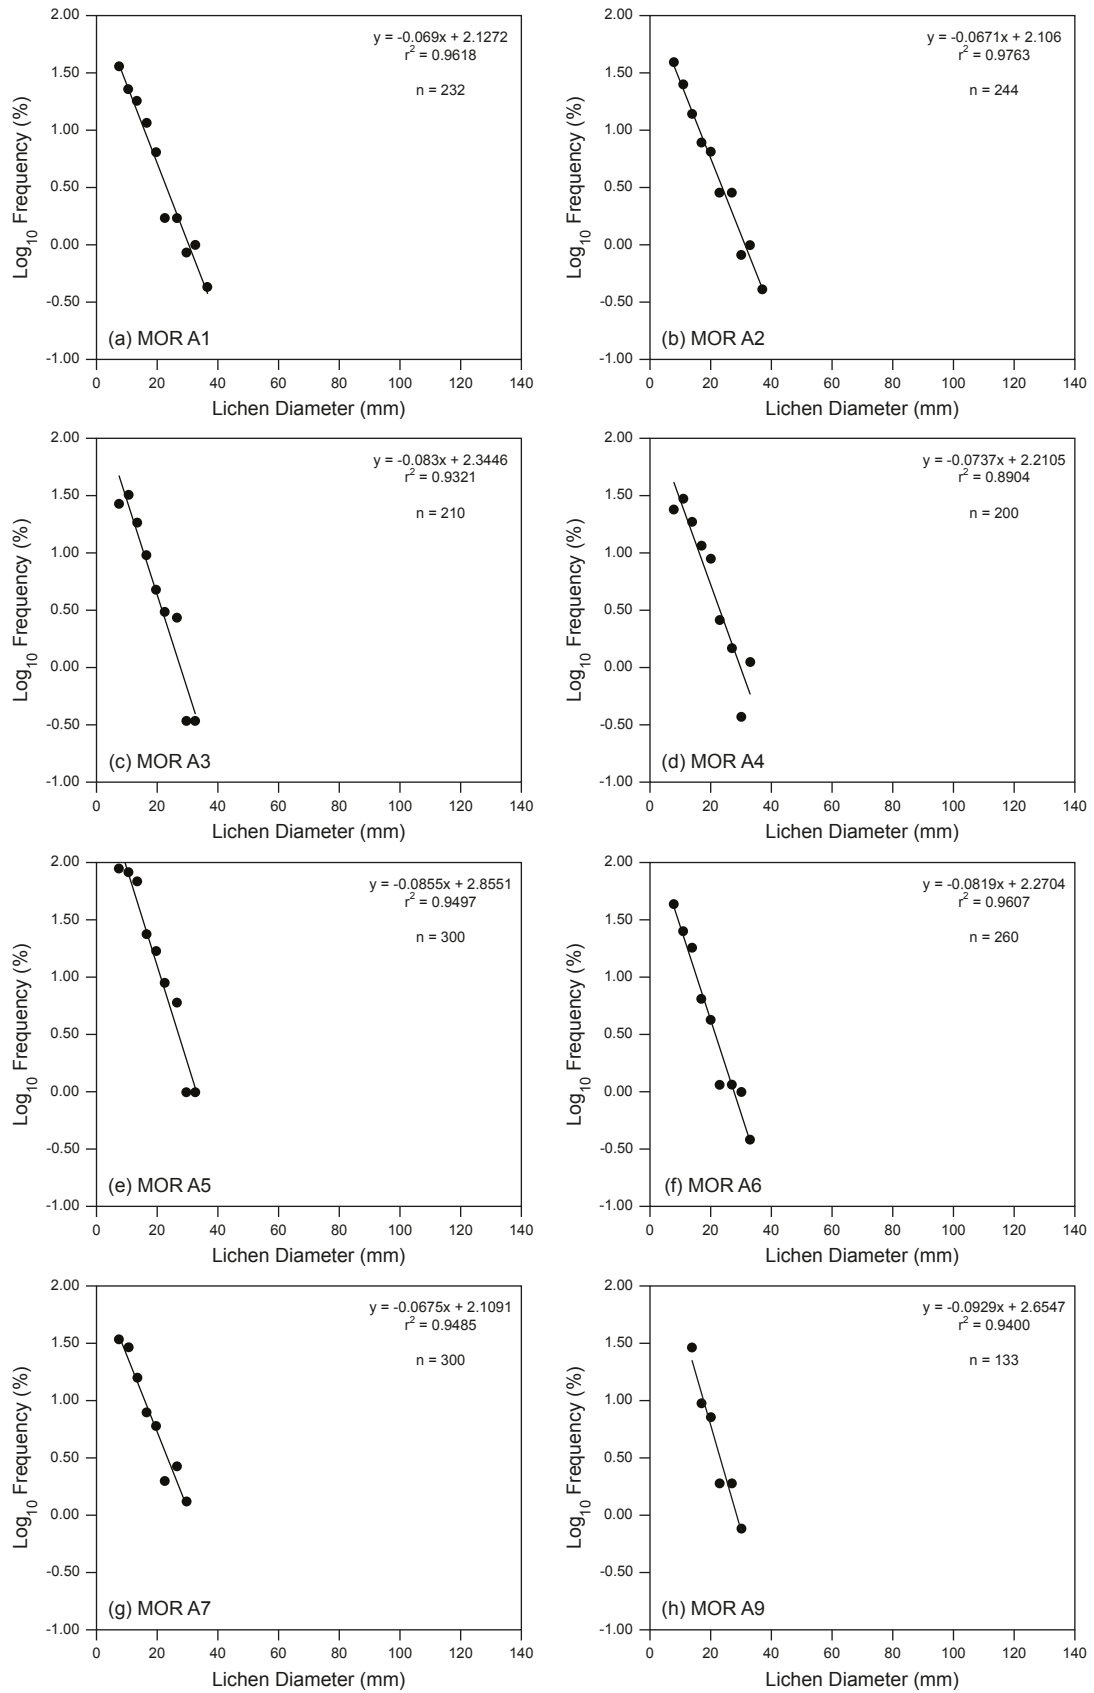 2.00
1.50
1.00
0.50
0.00
-0.50
-1.00
Log10 Frequency (%)
y = -0.069x + 2.1272
r2 = 0.9618
n = 232
(a) MOR A1
0 20 40 60 80 100 120 140
Lichen Diameter (mm)
2.00
1.50
1.00
0.50
0.00
-0.50
-1.00
Log10 Frequency (%)
y = -0.0671x + 2.106
r2 = 0.9763
n = 244
(b) MOR A2
0 20 40 60 80 100 120 140
Lichen Diameter (mm)
2.00
1.50
1.00
0.50
0.00
-0.50
-1.00
Log10 Frequency (%)
y = -0.083x + 2.3446
r2 = 0.9321
n = 210
(c) MOR A3
0 20 40 60 80 100 120 140
Lichen Diameter (mm)
2.00
1.50
1.00
0.50
0.00
-0.50
-1.00
Log10 Frequency (%)
y = -0.0737x + 2.2105
r2 = 0.8904
n = 200
(d) MOR A4
0 20 40 60 80 100 120 140
Lichen Diameter (mm)
2.00
1.50
1.00
0.50
0.00
-0.50
-1.00
Log10 Frequency (%)
y = -0.0855x + 2.8551
r2 = 0.9497
n = 300
(e) MOR A5
0 20 40 60 80 100 120 140
Lichen Diameter (mm)
2.00
1.50
1.00
0.50
0.00
-0.50
-1.00
Log10 Frequency (%)
y = -0.0819x + 2.2704
r2 = 0.9607
n = 260
(f) MOR A6
0 20 40 60 80 100 120 140
Lichen Diameter (mm)
2.00
1.50
1.00
0.50
0.00
-0.50
-1.00
Log10 Frequency (%)
y = -0.0675x + 2.1091
r2 = 0.9485
n = 300
(g) MOR A7
0 20 40 60 80 100 120 140
Lichen Diameter (mm)
2.00
1.50
1.00
0.50
0.00
-0.50
-1.00
Log10 Frequency (%)
y = -0.0929x + 2.6547
r2 = 0.9400
n = 133
(h) MOR A9
0 20 40 60 80 100 120 140
Lichen Diameter (mm)